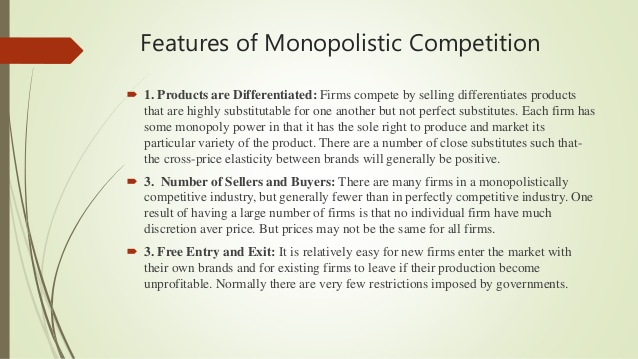 Features of Monopolistic Competition
1. Products are Differentiated: Firms compete by selling differentiates products
that are highly substitutable for one another but not perfect substitutes. Each firm has
some monopoly power in that it has the sole right to produce and market its
particular variety of the product. There are a number of close substitutes such that-
the cross-price elasticity between brands will generally be positive.
3. Number of Sellers and Buyers: There are many firms in a monopolistically
competitive industry, but generally fewer than in perfectly competitive industry. One
result of having a large number of firms is that no individual firm have much
discretion aver price. But prices may not be the same for all firms.
3. Free Entry and Exit: It is relatively easy for new firms enter the market with
their own brands and for existing firms to leave if their production become
unprofitable. Normally there are very few restrictions imposed by governments.